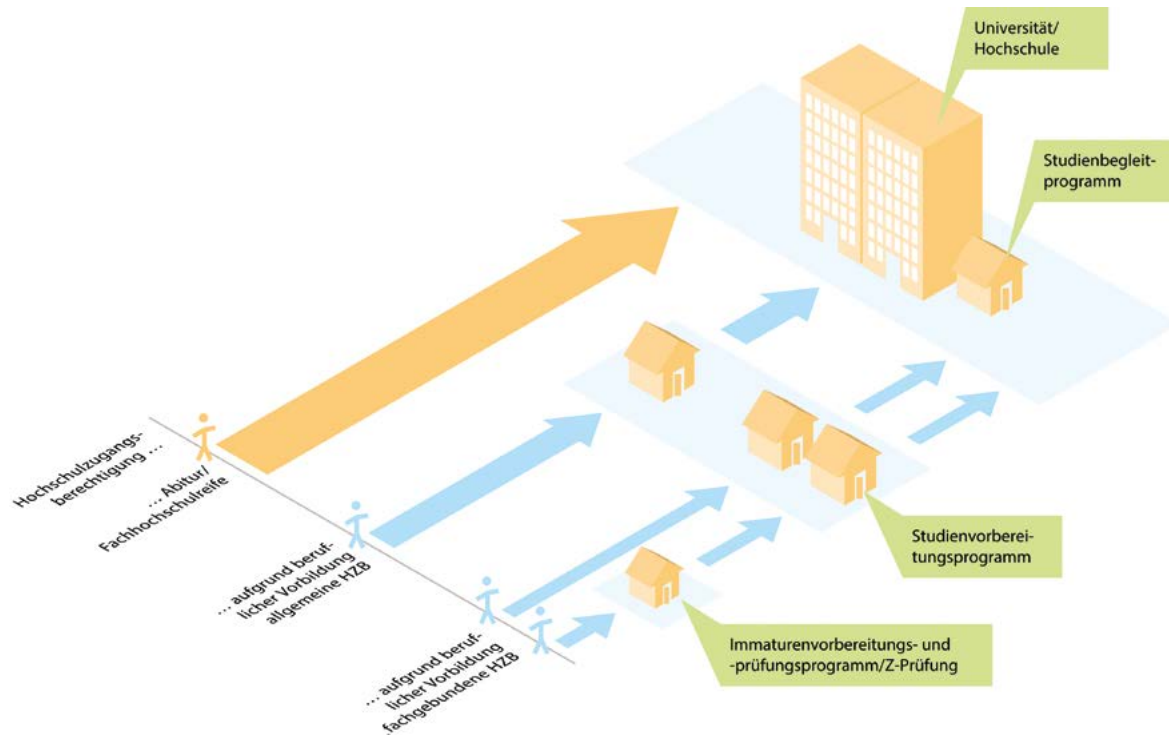 Universität/
Hochschule
Studienbegleit-
programm
Hochschulzugangs-
berechtigung ...
... Abitur/
Fachhochschulreife
... aufgrund beruf-
licher Vorbildung
allgemeine HZB
... aufgrund beruf-
licher Vorbildung
fachgebundene HZB
Studienvorberei-
tungsprogramm
Immaturenvorbereitungs- und
-prüfungsprogramm/Z-Prüfung